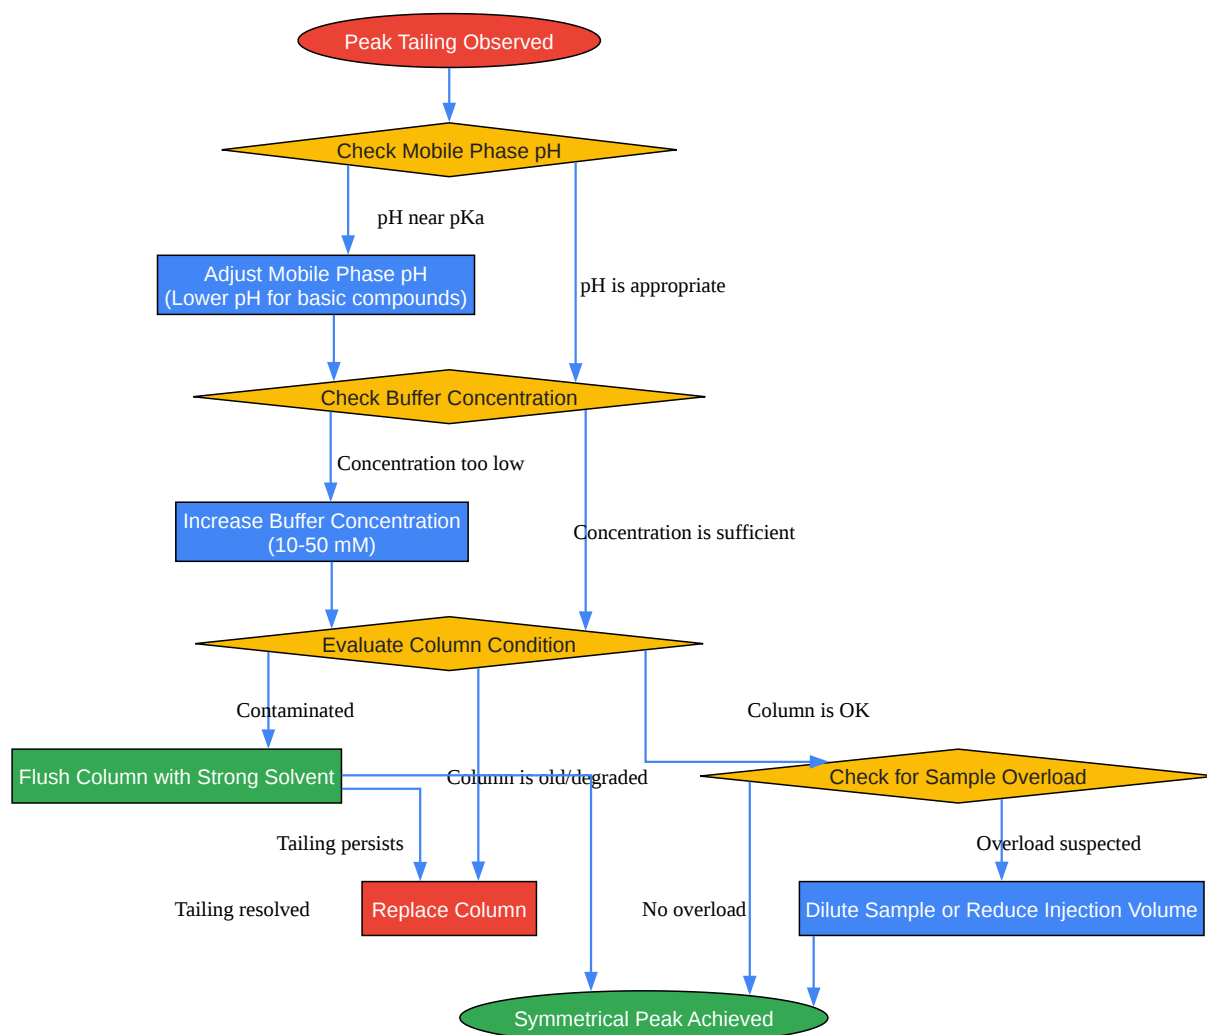 Peak Tailing Observed
Check Mobile Phase pH
pH near pKa
Adjust Mobile Phase pH
(Lower pH for basic compounds)
pH is appropriate
Check Buffer Concentration
Concentration too low
Increase Buffer Concentration
(10-50 mM)
Concentration is sufficient
Evaluate Column Condition
Contaminated
Column is OK
Flush Column with Strong Solvent
Column is old/degraded
Check for Sample Overload
Tailing persists
Overload suspected
Tailing resolved
Replace Column
No overload
Dilute Sample or Reduce Injection Volume
Symmetrical Peak Achieved